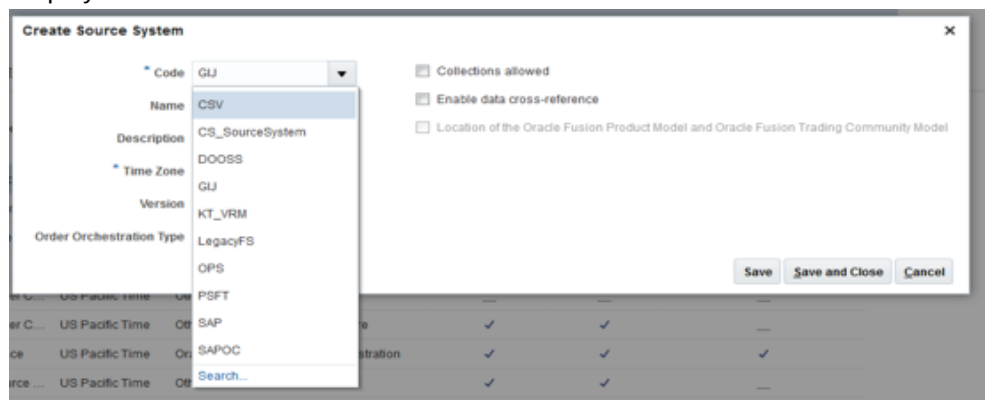 Create Source System
* Code GIJ
Collections allowed
Name CSV
Enable data cross-reference
Description CS_SourceSystem
Location of the Oracle Fusion Product Model and Oracle Fusion Trading Community Model
DOOSS
* Time Zone
GIJ
Version
KT_VRM
Order Orchestration Type LegacyFS
OPS
Save Save and Close Cancel
PSFT
US Pacific Time
er C... US Pacific Time SAP
ce US Pacific Time SAPOC stration
urce ... US Pacific Time Search...